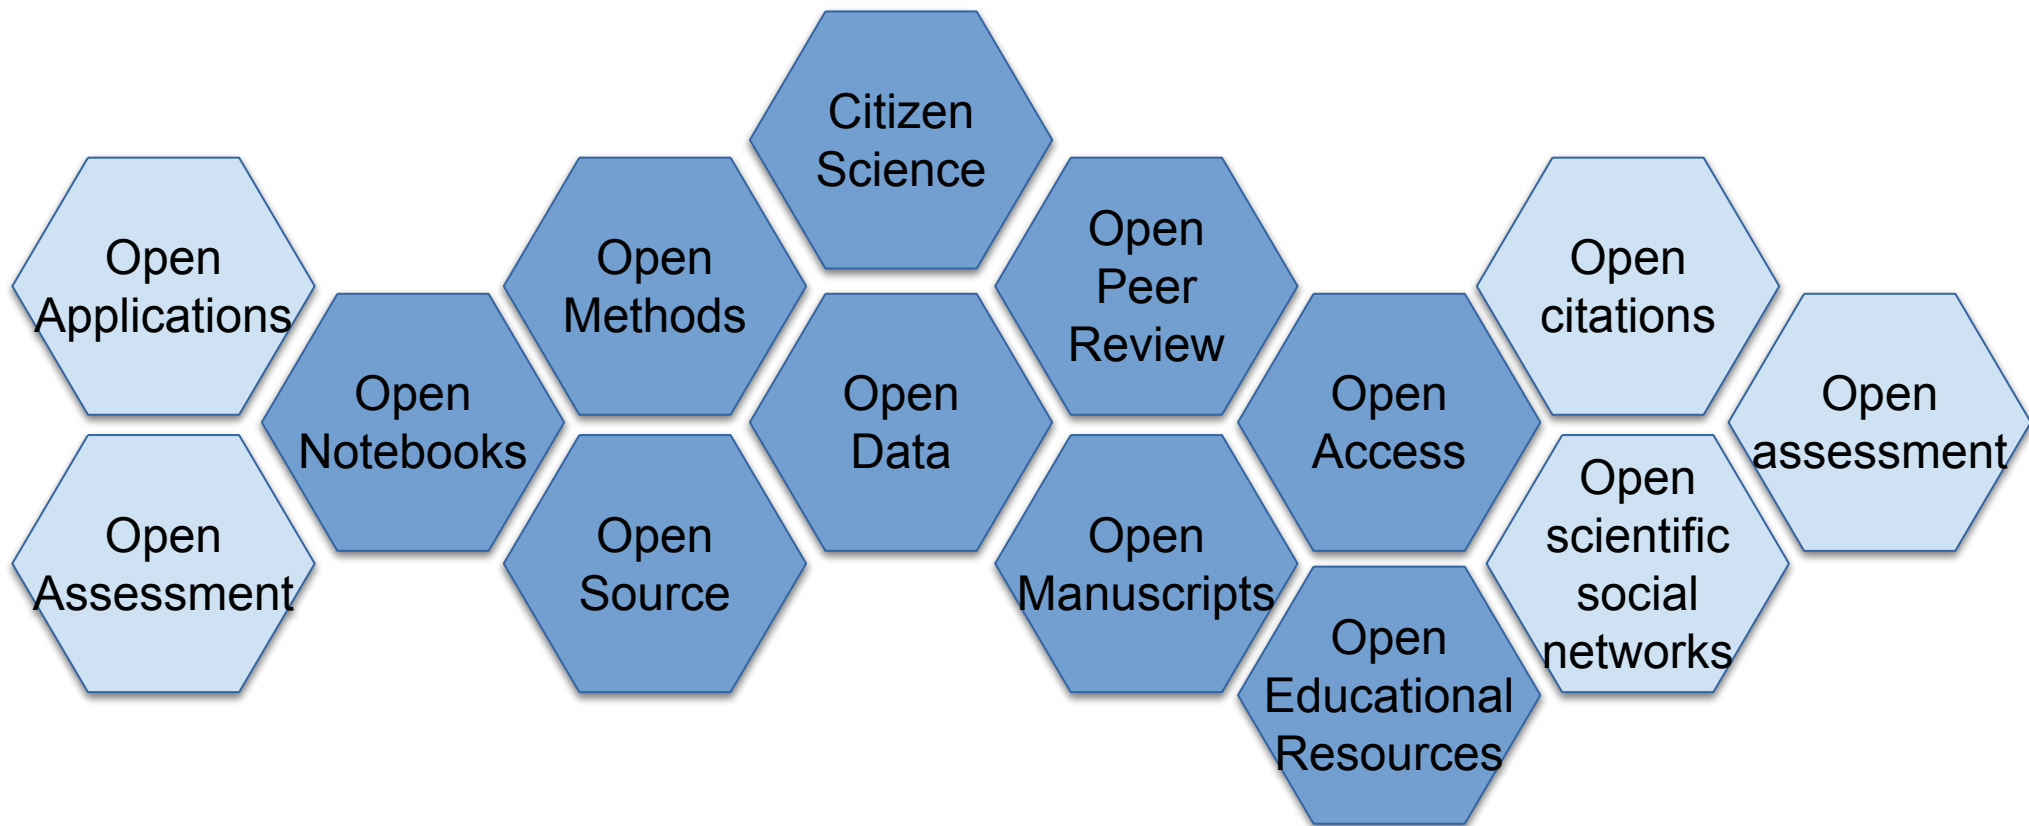 Citizen
Science
Open
Applications
Open
Methods
Open
Peer
Review
Open
citations
Open
Notebooks
Open
Data
Open
Access
Open
assessment
Open
Assessment
Open
Source
Open
Manuscripts
Open
scientific
social
networks
Open
Educational
Resources